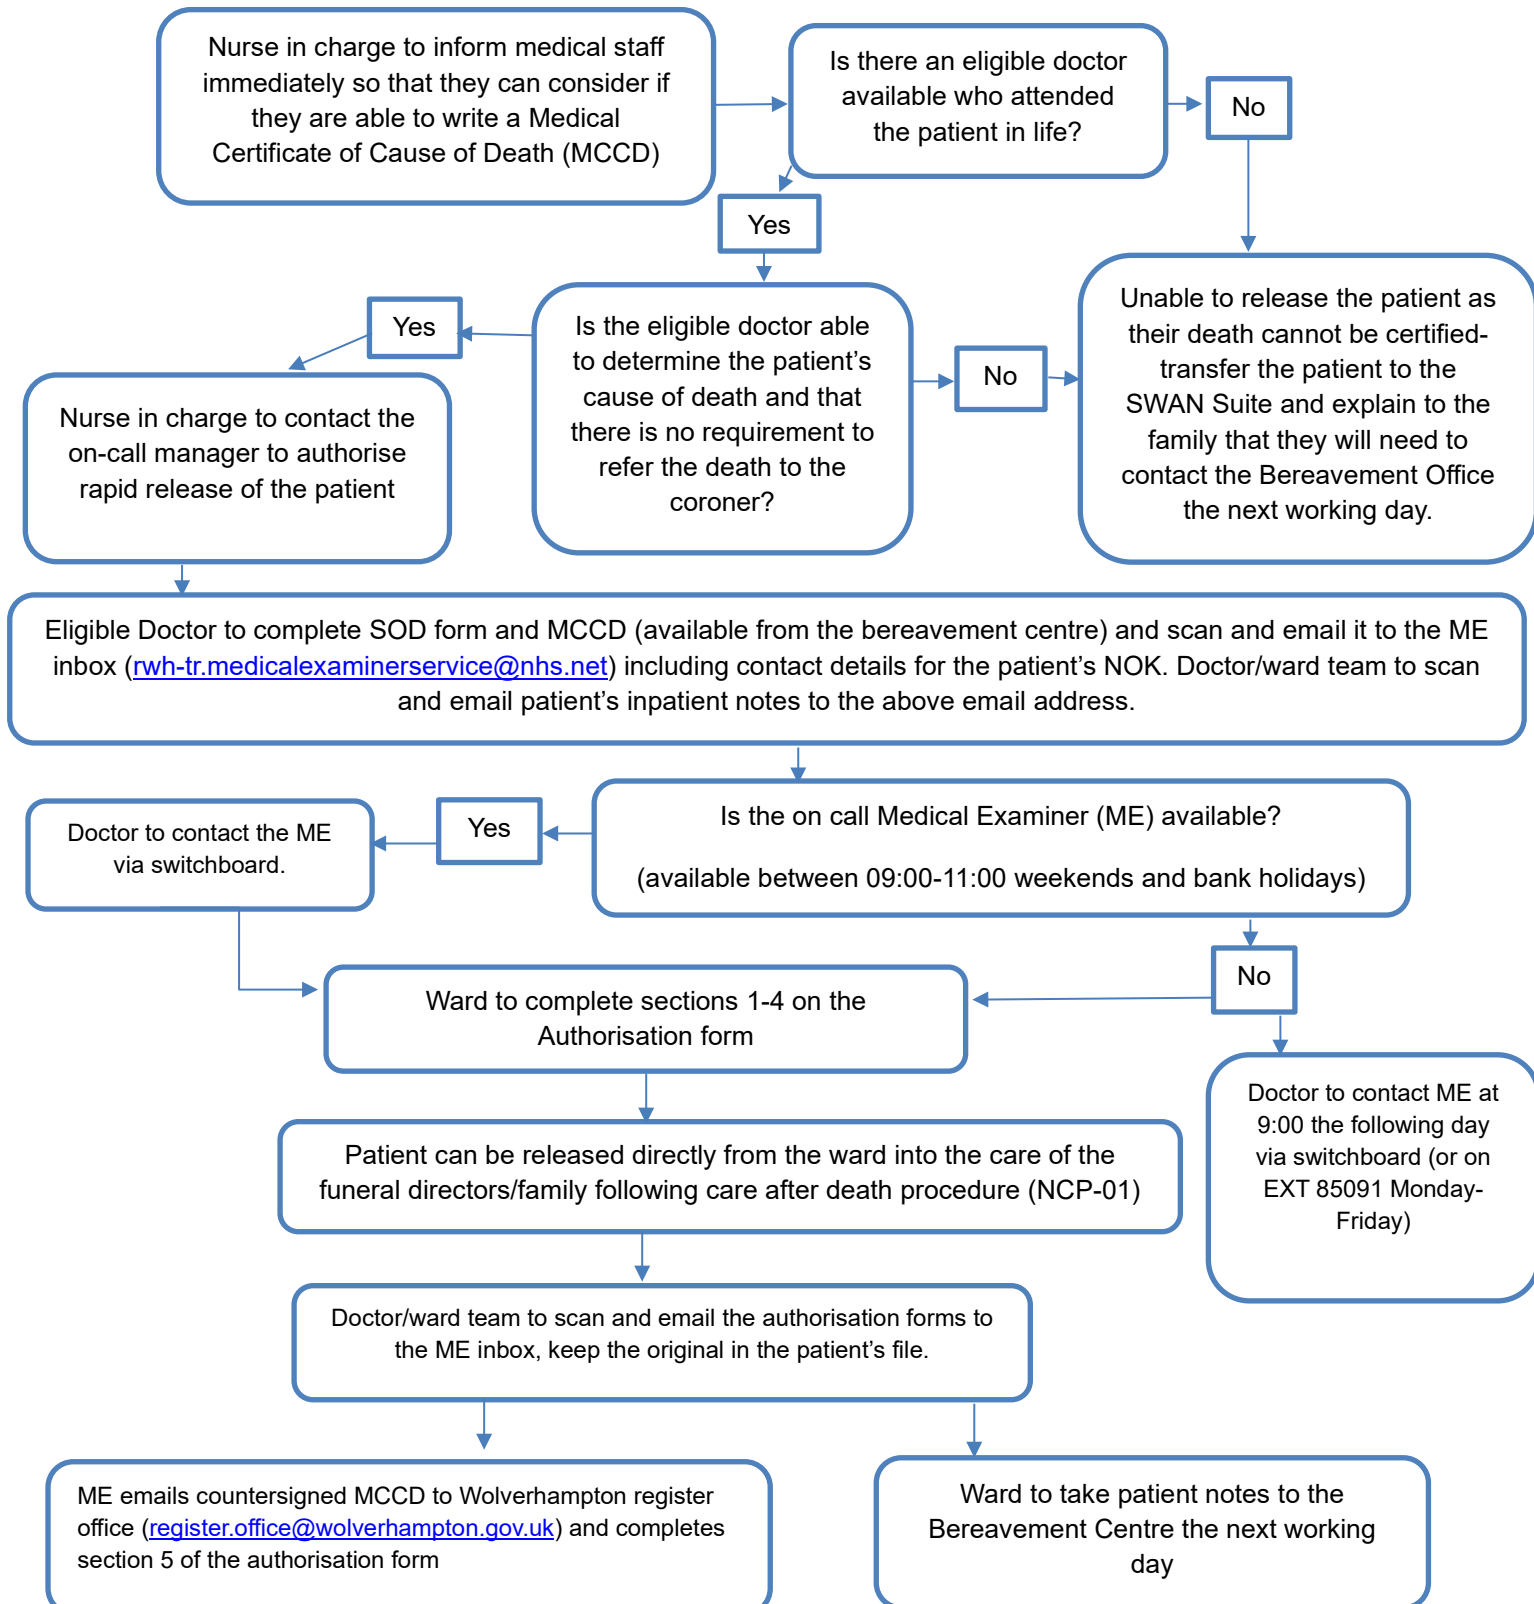 Nurse in charge to inform medical staff
immediately so that they can consider if
they are able to write a Medical
Certificate of Cause of Death (MCCD)
Is there an eligible doctor
available who attended
the patient in life?
No
Yes
Unable to release the patient as
their death cannot be certified-
transfer the patient to the
SWAN Suite and explain to the
family that they will need to
contact the Bereavement Office
the next working day.
Is the eligible doctor able
to determine the patient’s
cause of death and that
there is no requirement to
refer the death to the
coroner?
Yes
No
Nurse in charge to contact the
on-call manager to authorise
rapid release of the patient
Eligible Doctor to complete SOD form and MCCD (available from the bereavement centre) and scan and email it to the ME
inbox (rwh-tr.medicalexaminerservice@nhs.net) including contact details for the patient’s NOK. Doctor/ward team to scan
and email patient’s inpatient notes to the above email address.
Is the on call Medical Examiner (ME) available?
(available between 09:00-11:00 weekends and bank holidays)
Yes
Doctor to contact the ME
via switchboard.
No
Ward to complete sections 1-4 on the
Authorisation form
Doctor to contact ME at
9:00 the following day
via switchboard (or on
EXT 85091 Monday-
Friday)
Patient can be released directly from the ward into the care of the
funeral directors/family following care after death procedure (NCP-01)
Doctor/ward team to scan and email the authorisation forms to
the ME inbox, keep the original in the patient’s file.
ME emails countersigned MCCD to Wolverhampton register
office (register.office@wolverhampton.gov.uk) and completes
section 5 of the authorisation form
Ward to take patient notes to the
Bereavement Centre the next working
day